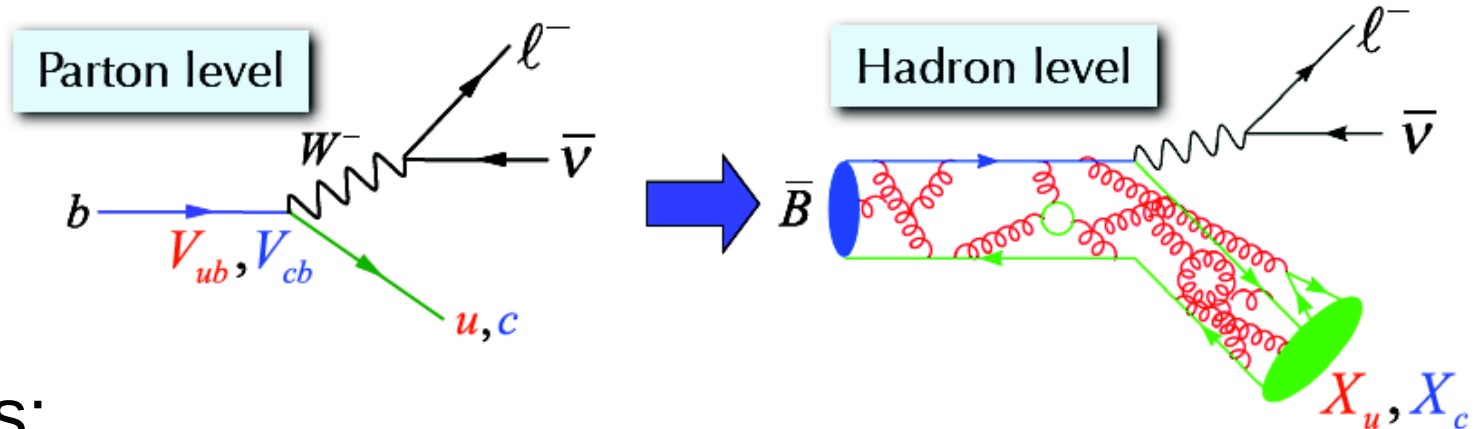 Parton level
ℓ⁻
W⁻
ν̅
b
V_ub, V_cb
u, c
Hadron level
ℓ⁻
ν̅
B̅
X_u, X_c
s: